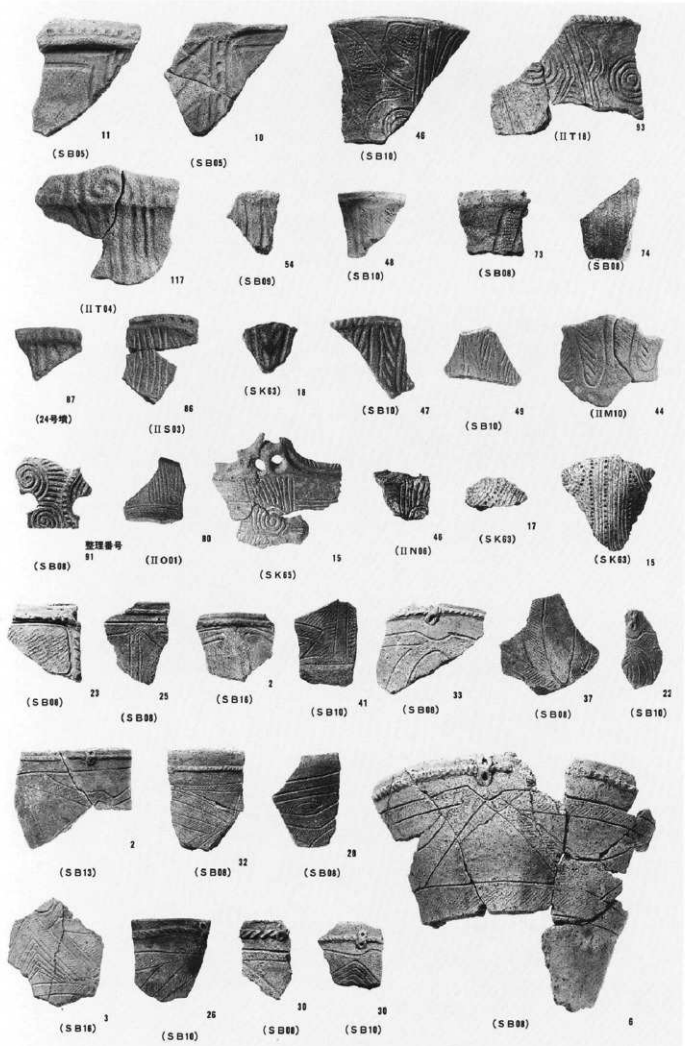 11
(SB05)
10
(SB05)
46
(SB10)
93
(IIT18)
117
(IIT04)
54
(SB09)
48
(SB10)
73
(SB08)
74
(SB08)
87
(24号墳)
86
(IIS03)
(SK63) 18
47
(SB10)
49
(SB10)
(IIM10) 44
整理番号
91
(SB08)
80
(IIO01)
15
(SK65)
46
(IIN06)
17
(SK63)
(SK63) 15
23
(SB08)
25
(SB08)
2
(SB16)
41
(SB10)
33
(SB08)
37
(SB08)
22
(SB10)
2
(SB13)
32
(SB08)
28
(SB08)
3
(SB16)
26
(SB10)
30
(SB08)
30
(SB10)
(SB08) 6